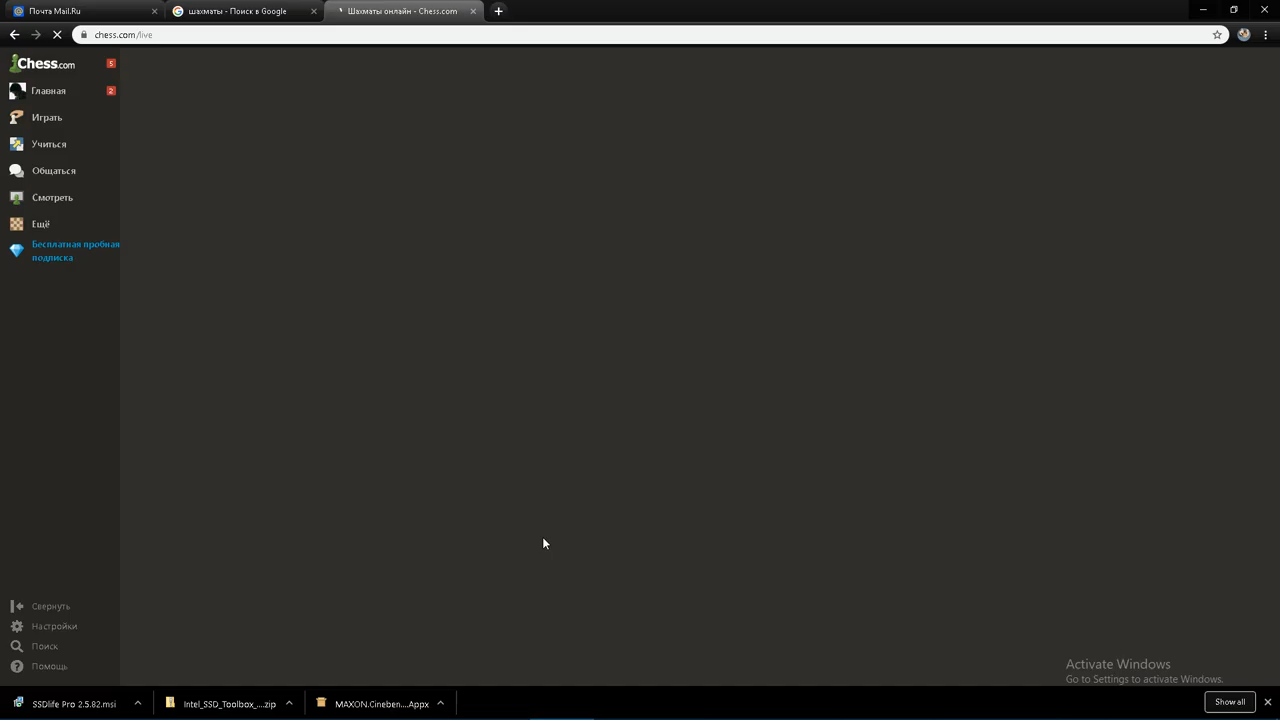 Почта Mail.Ru
шахматы - Поиск в Google
Шахматы онлайн - Chess.com
chess.com/live
Chess.com
5
Главная
2
Играть
Учиться
Общаться
Смотреть
Ещё
Бесплатная пробная
подписка
Свернуть
Настройки
Поиск
Помощь
Activate Windows
Go to Settings to activate Windows.
SSDlife Pro 2.5.82.msi
Intel_SSD_Toolbox_....zip
MAXON.Cineben....Appx
Show all